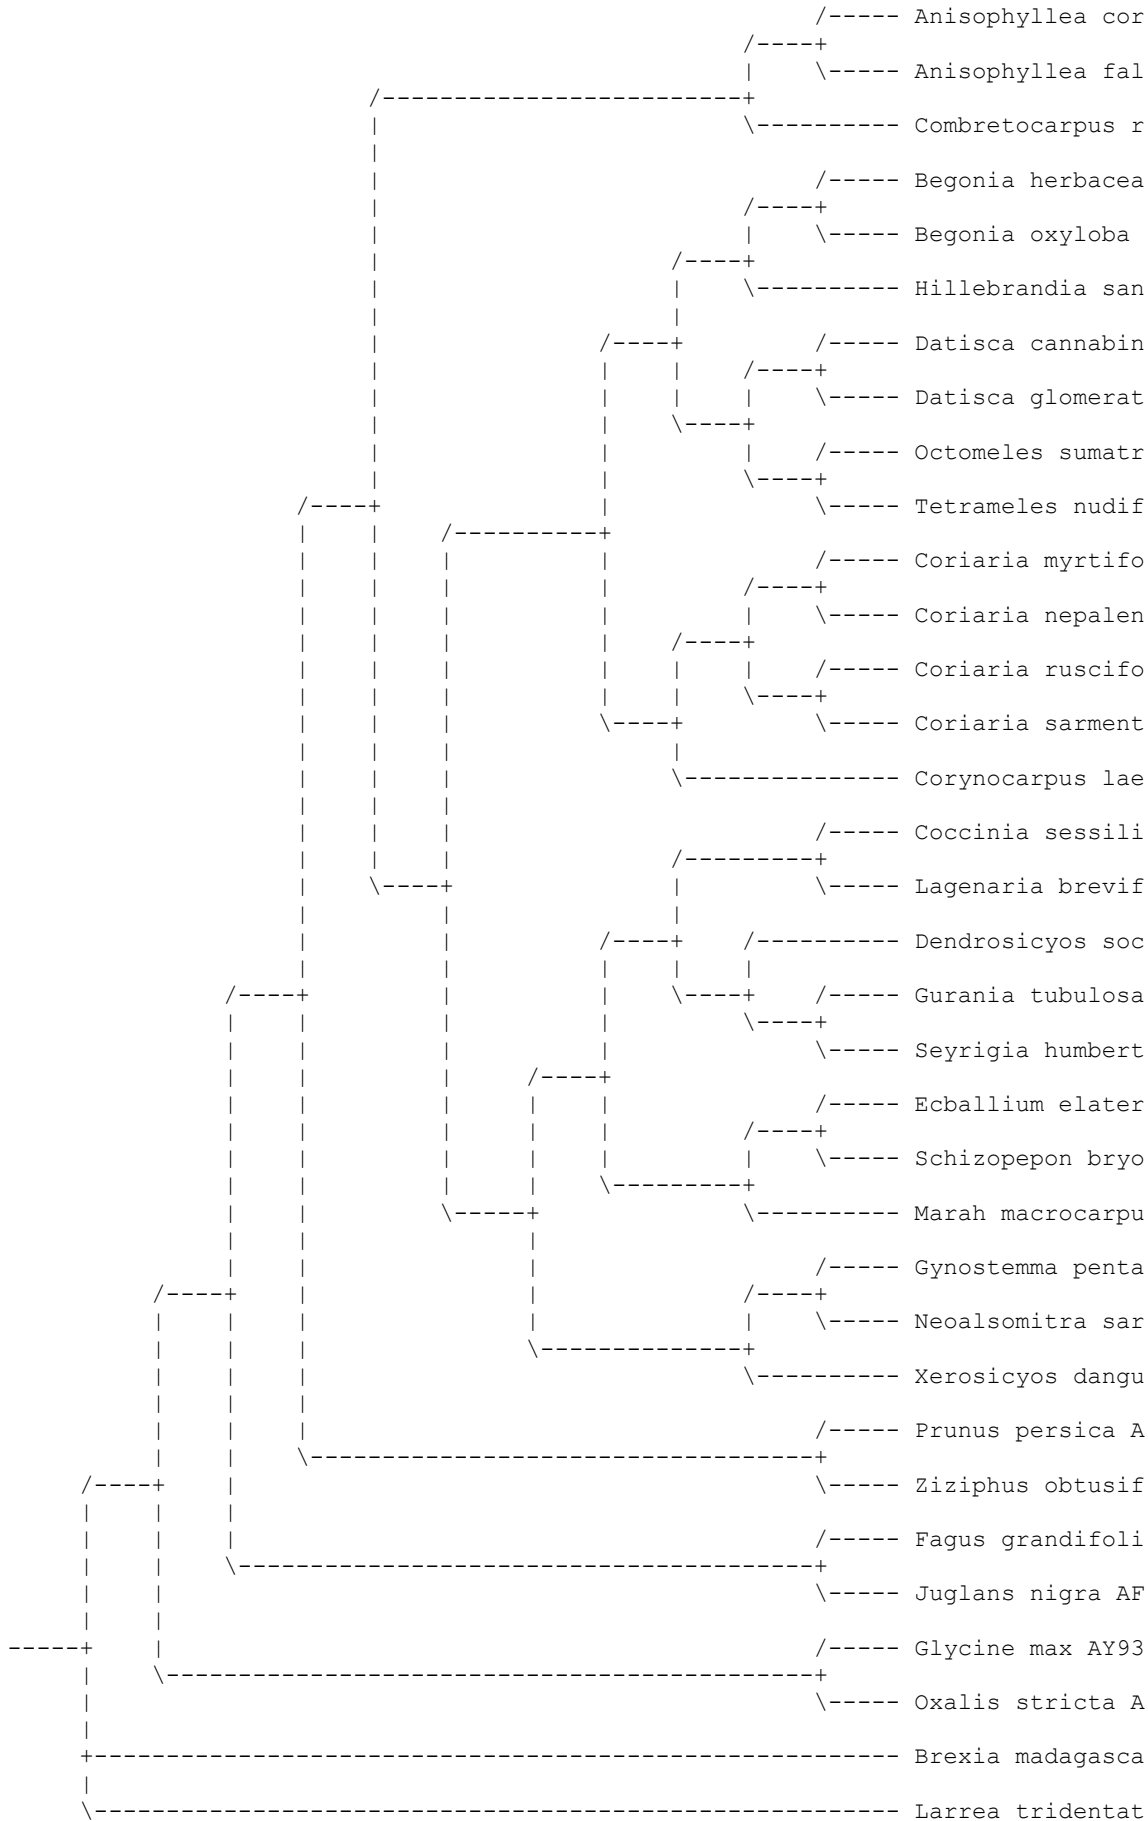 Anisophyllea cor
Anisophyllea fal
Combretocarpus r
Begonia herbacea
Begonia oxyloba
Hillebrandia san
Datisca cannabin
Datisca glomerat
Octomeles sumatr
Tetrameles nudif
Coriaria myrtifo
Coriaria nepalen
Coriaria ruscifo
Coriaria sarment
Corynocarpus lae
Coccinia sessili
Lagenaria brevif
Dendrosicyos soc
Gurania tubulosa
Seyrigia humbert
Ecballium elater
Schizopepon bryo
Marah macrocarpu
Gynostemma penta
Neoalsomitra sar
Xerosicyos dangu
Prunus persica A
Ziziphus obtusif
Fagus grandifoli
Juglans nigra AF
Glycine max AY93
Oxalis stricta A
Brexia madagasca
Larrea tridentat